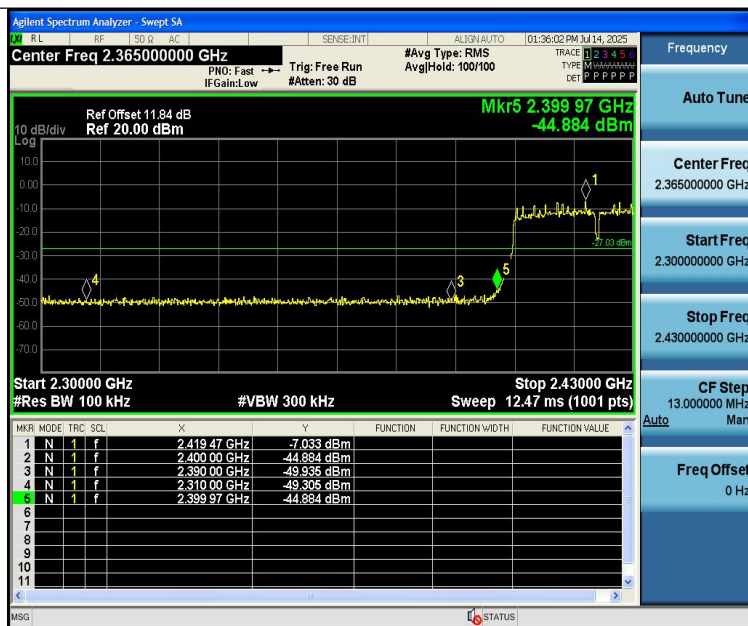 Agilent Spectrum Analyzer - Swept SA
LXI RL RF 50 Ω AC SENSE:INT ALIGN AUTO 01:36:02 PM Jul 14, 2025
Center Freq 2.365000000 GHz #Avg Type: RMS TRACE 1 2 3 4 5 6
PNO: Fast Trig: Free Run Avg|Hold: 100/100 TYPE M
IFGain:Low #Atten: 30 dB DET P P P P P P
Mkr5 2.399 97 GHz
-44.884 dBm
Ref Offset 11.84 dB
10 dB/div Ref 20.00 dBm
Log
10.0
0.00
-10.0
-20.0
-30.0
-40.0
-50.0
-60.0
-70.0
1
-27.03 dBm
4
3
5
Start 2.30000 GHz Stop 2.43000 GHz
#Res BW 100 kHz #VBW 300 kHz Sweep 12.47 ms (1001 pts)
MKR MODE TRC SCL X Y FUNCTION FUNCTION WIDTH FUNCTION VALUE
1 N 1 f 2.419 47 GHz -7.033 dBm
2 N 1 f 2.400 00 GHz -44.884 dBm
3 N 1 f 2.390 00 GHz -49.935 dBm
4 N 1 f 2.310 00 GHz -49.305 dBm
5 N 1 f 2.399 97 GHz -44.884 dBm
6
7
8
9
10
11
MSG STATUS
Frequency
Auto Tune
Center Freq
2.365000000 GHz
Start Freq
2.300000000 GHz
Stop Freq
2.430000000 GHz
CF Step
13.000000 MHz
Auto Man
Freq Offset
0 Hz